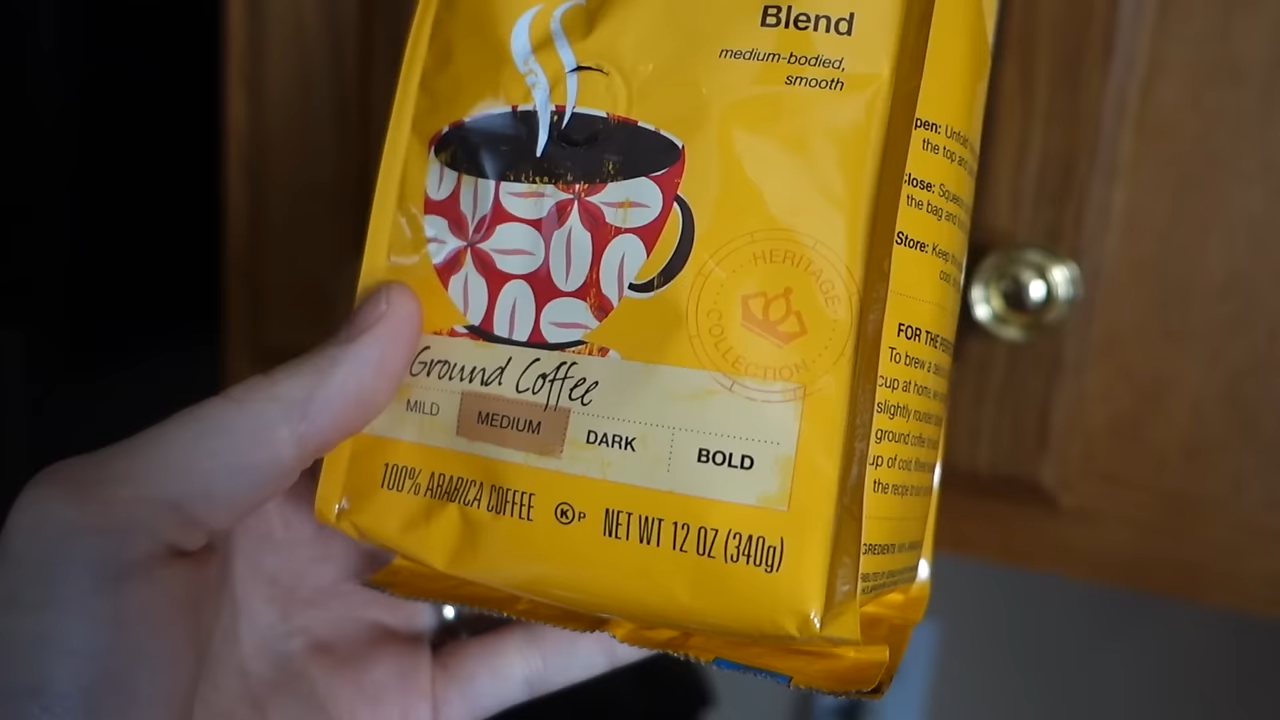 Blend
medium-bodied,
smooth
HERITAGE
COLLECTION
Ground Coffee
MILD
MEDIUM
DARK
BOLD
100% ARABICA COFFEE
K P
NET WT 12 OZ (340g)
pen: Unfold
the top and
lose: Squeeze
the bag and
Store: Keep
FOR THE
To brew a
cup at home,
slightly rounded
ground coffee
up of cold,
the recipe to